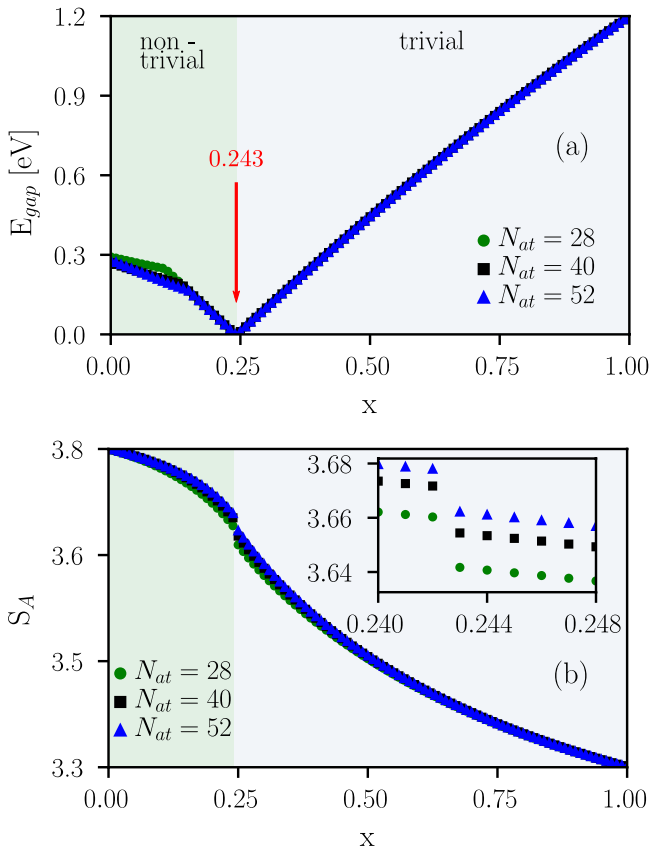 1.2
0.9
0.6
0.3
0.0
E_gap [eV]
non -
trivial
trivial
0.243
(a)
N_at = 28
N_at = 40
N_at = 52
0.00 0.25 0.50 0.75 1.00
x
3.8
3.6
3.5
3.3
S_A
3.68
3.66
3.64
0.240 0.244 0.248
N_at = 28
N_at = 40
N_at = 52
(b)
0.00 0.25 0.50 0.75 1.00
x